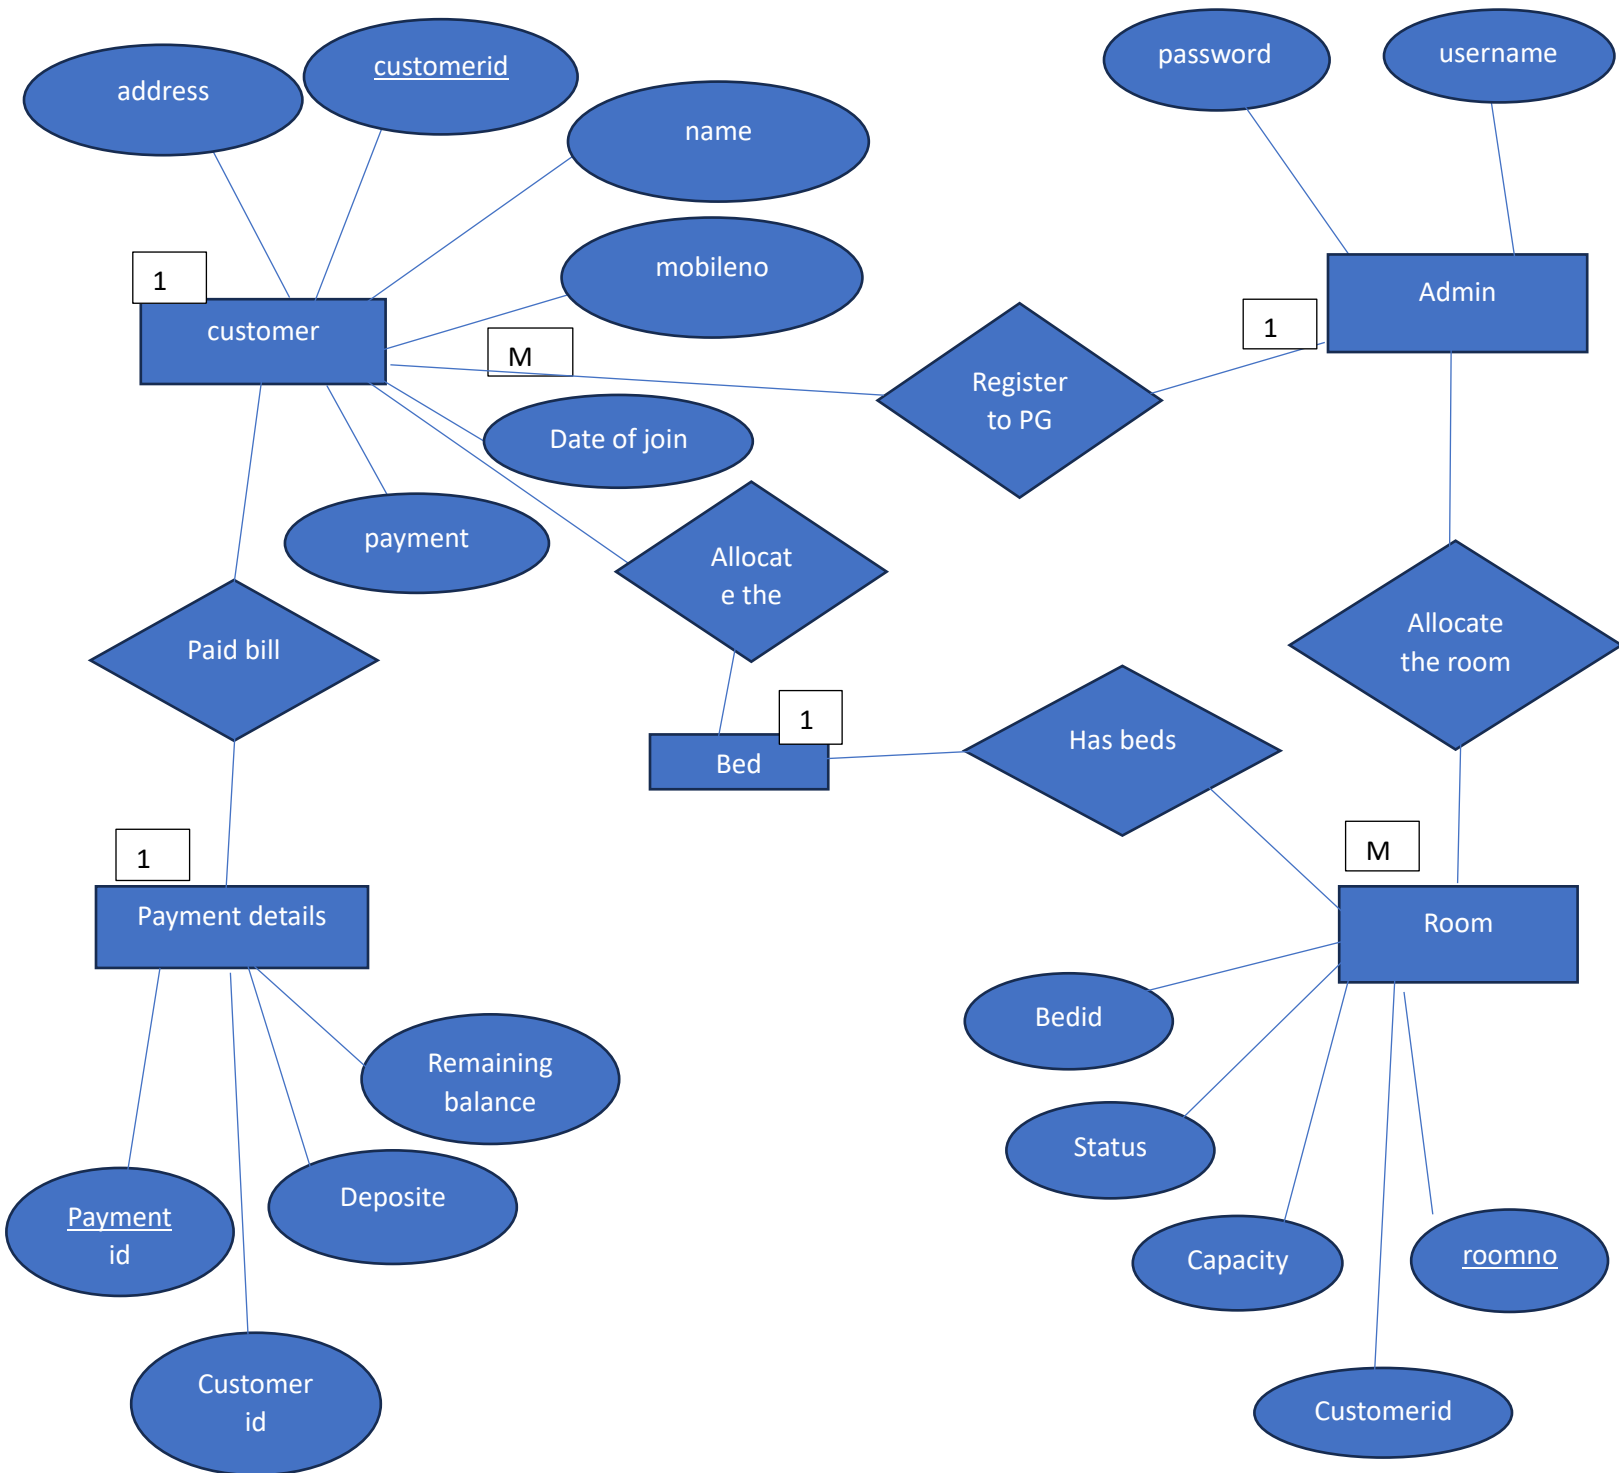 password
username
customerid
address
name
mobileno
1
Admin
customer
1
M
Register
to PG
Date of join
payment
Allocat
e the
Paid bill
Allocate
the room
1
Has beds
Bed
1
M
Payment details
Room
Bedid
Remaining
balance
Status
Deposite
Payment
id
Capacity
roomno
Customer
id
Customerid